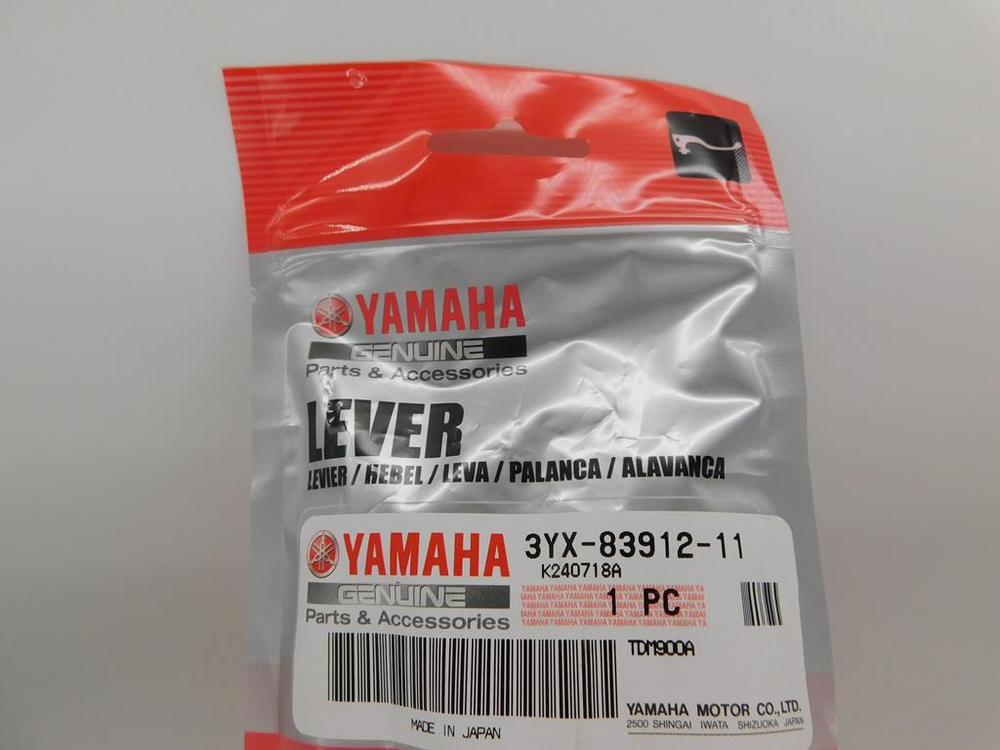 YAMAHA
GENUINE
Parts & Accessories
LEVER
LEVIER / HEBEL / LEVA / PALANCA / ALAVANCA
YAMAHA
GENUINE
Parts & Accessories
3YX-83912-11
K240718A
1 PC
TDM900A
MADE IN JAPAN
YAMAHA MOTOR CO.,LTD.
2500 SHINGAI IWATA SHIZUOKA JAPAN